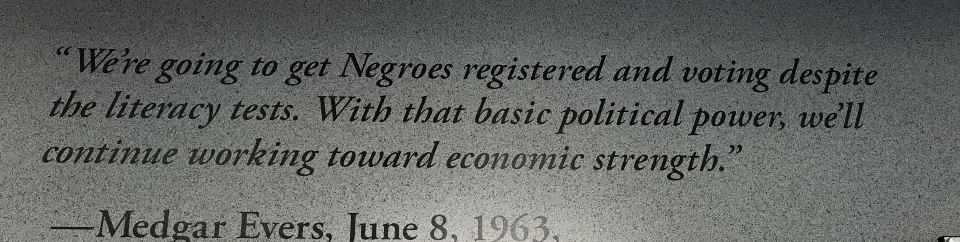 “We’re going to get Negroes registered and voting despite
the literacy tests. With that basic political power, we’ll
continue working toward economic strength.”
—Medgar Evers, June 8, 1963,